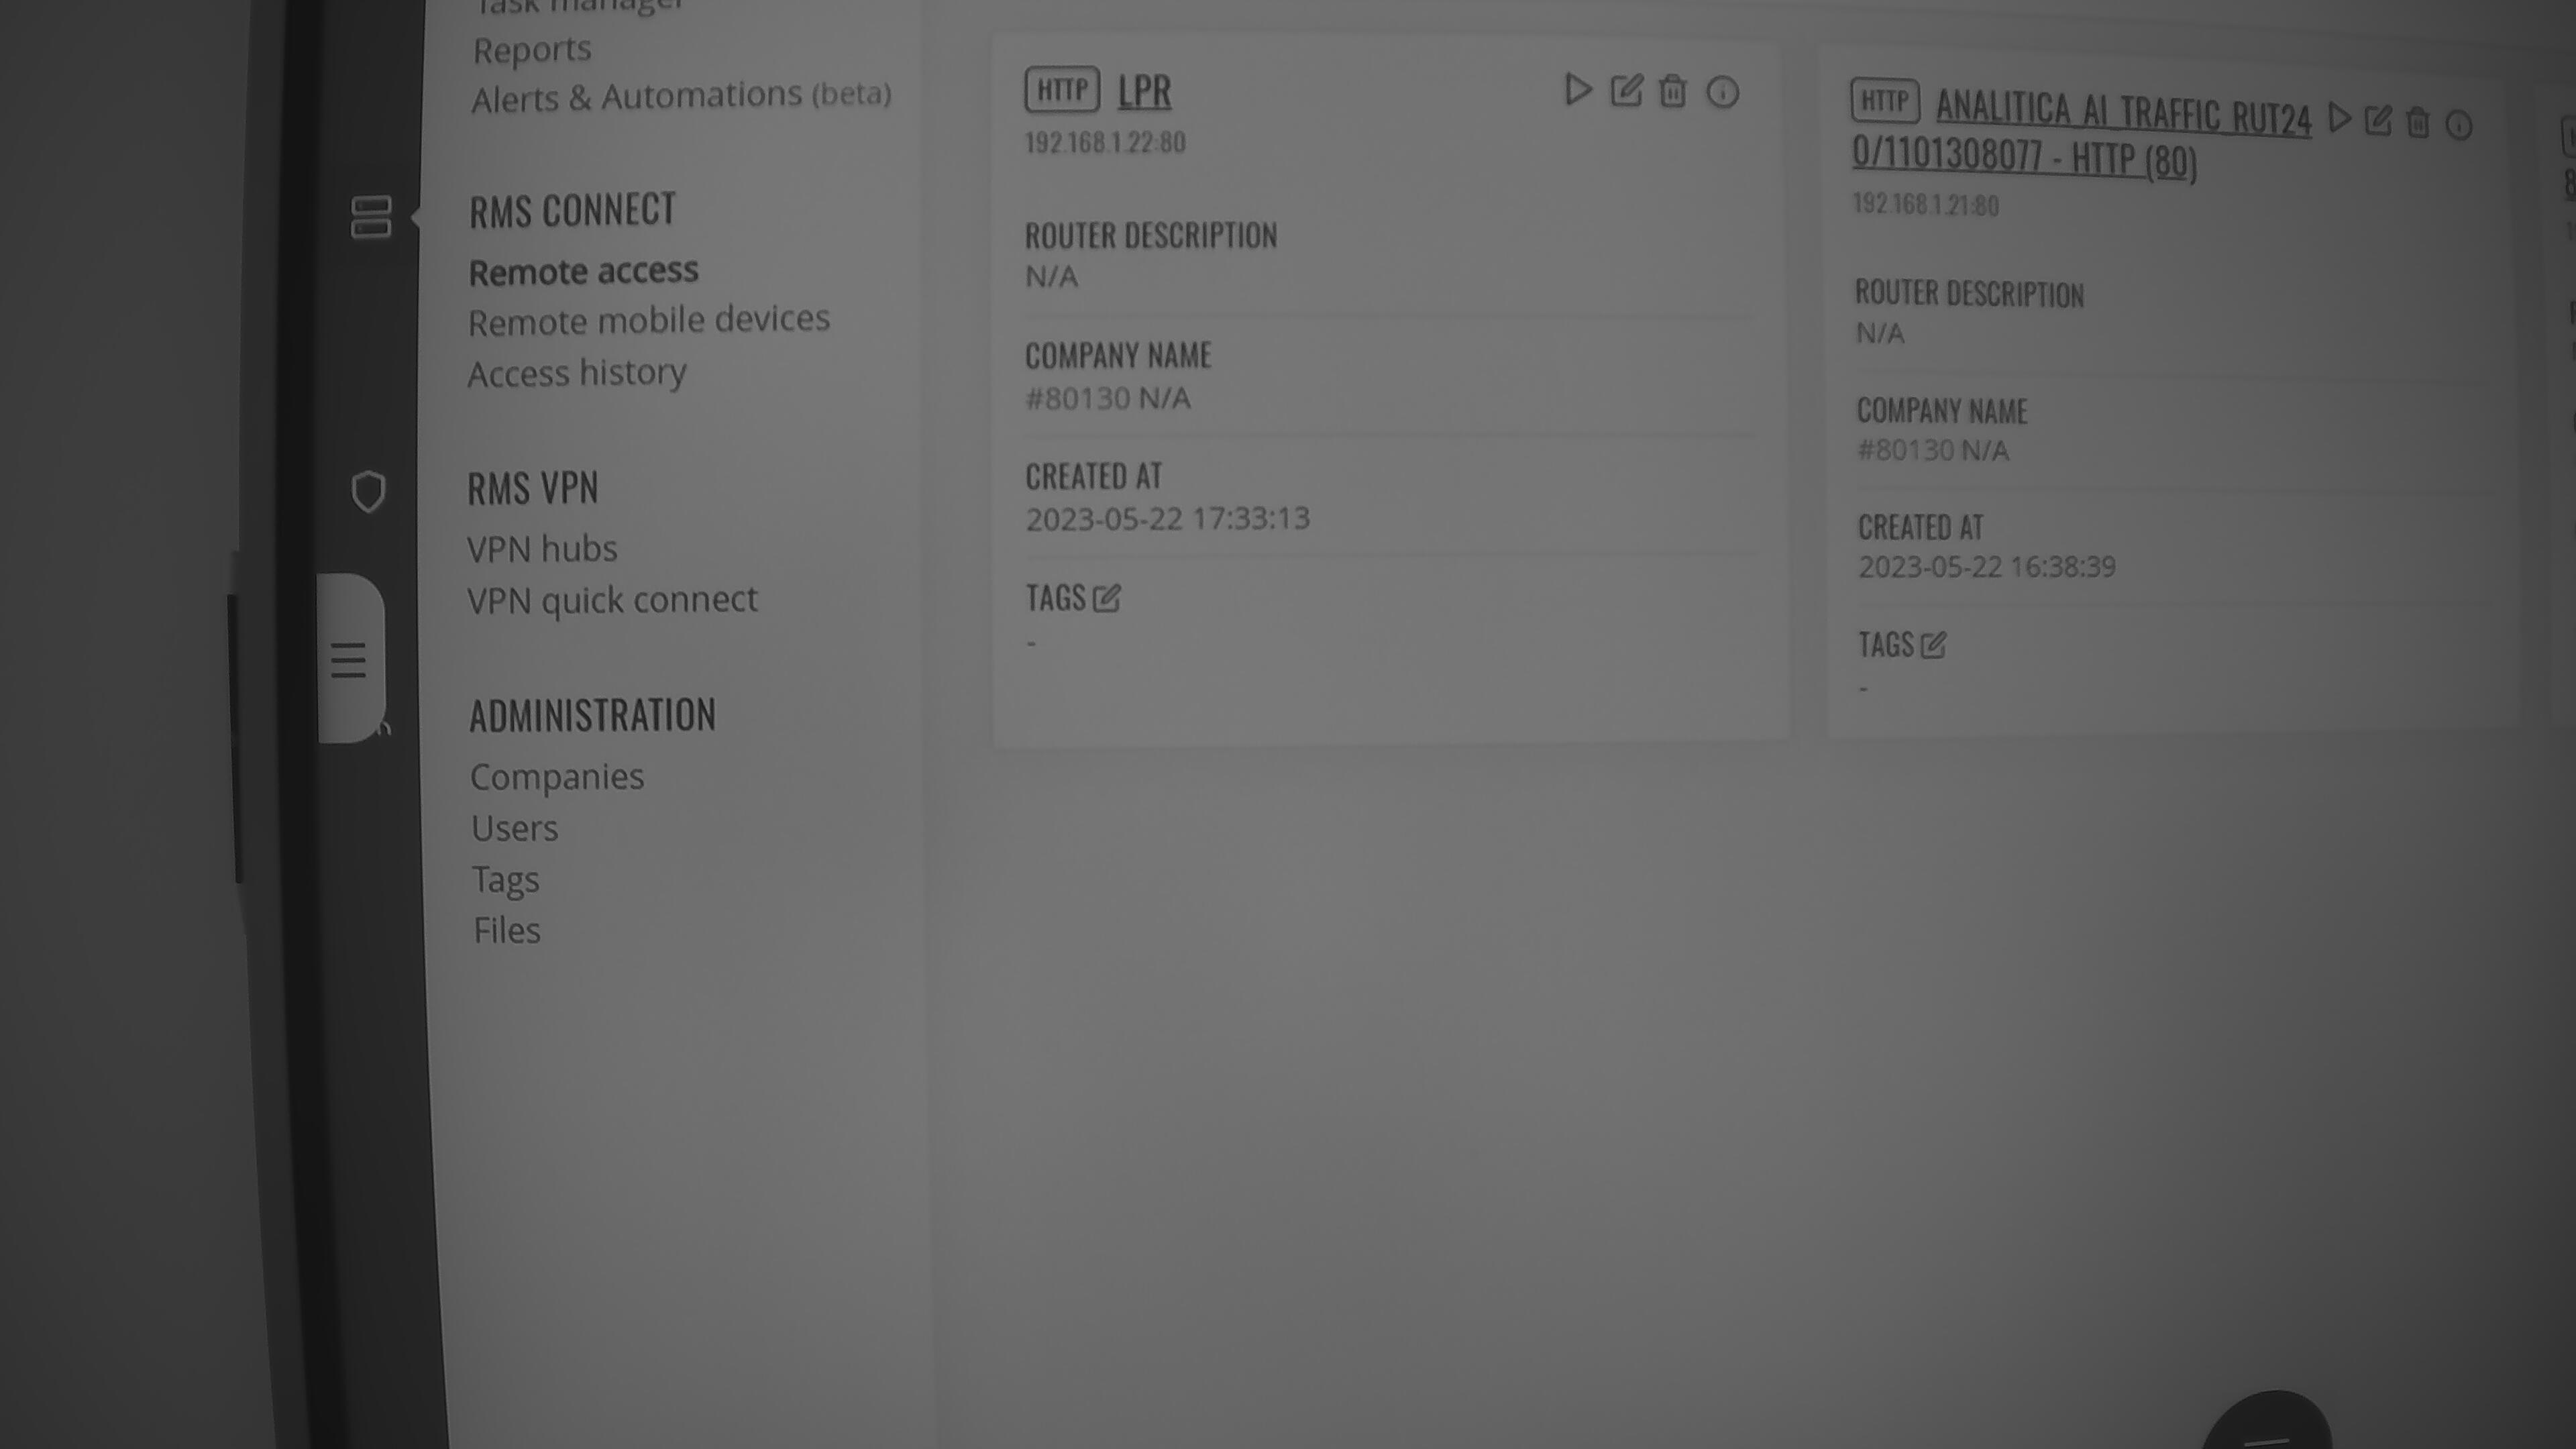 Task manager
Reports
Alerts & Automations (beta)
RMS CONNECT
Remote access
Remote mobile devices
Access history
RMS VPN
VPN hubs
VPN quick connect
ADMINISTRATION
Companies
Users
Tags
Files
HTTP LPR
192.168.1.22:80
ROUTER DESCRIPTION
N/A
COMPANY NAME
#80130 N/A
CREATED AT
2023-05-22 17:33:13
TAGS
-
HTTP ANALITICA AI TRAFFIC RUT24
0/1101308077 - HTTP (80)
192.168.1.21:80
ROUTER DESCRIPTION
N/A
COMPANY NAME
#80130 N/A
CREATED AT
2023-05-22 16:38:39
TAGS
-